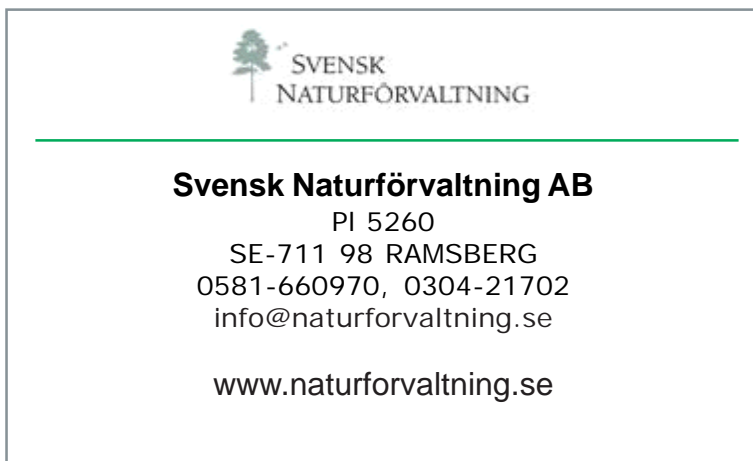 SVENSK
NATURFÖRVALTNING
Svensk Naturförvaltning AB
Pl 5260
SE-711 98 RAMSBERG
0581-660970, 0304-21702
info@naturforvaltning.se
www.naturforvaltning.se